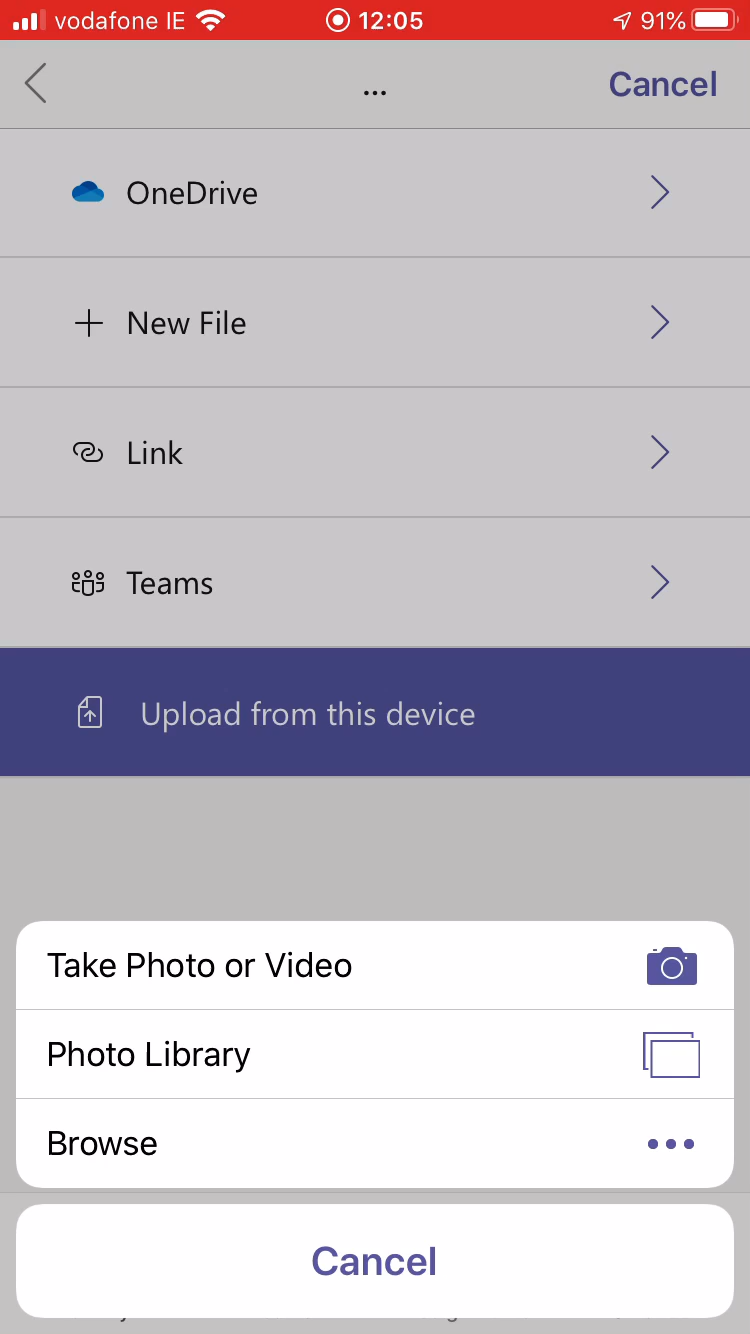 vodafone IE 12:05 91%
... Cancel
OneDrive
New File
Link
Teams
Upload from this device
Take Photo or Video
Photo Library
Browse
Cancel